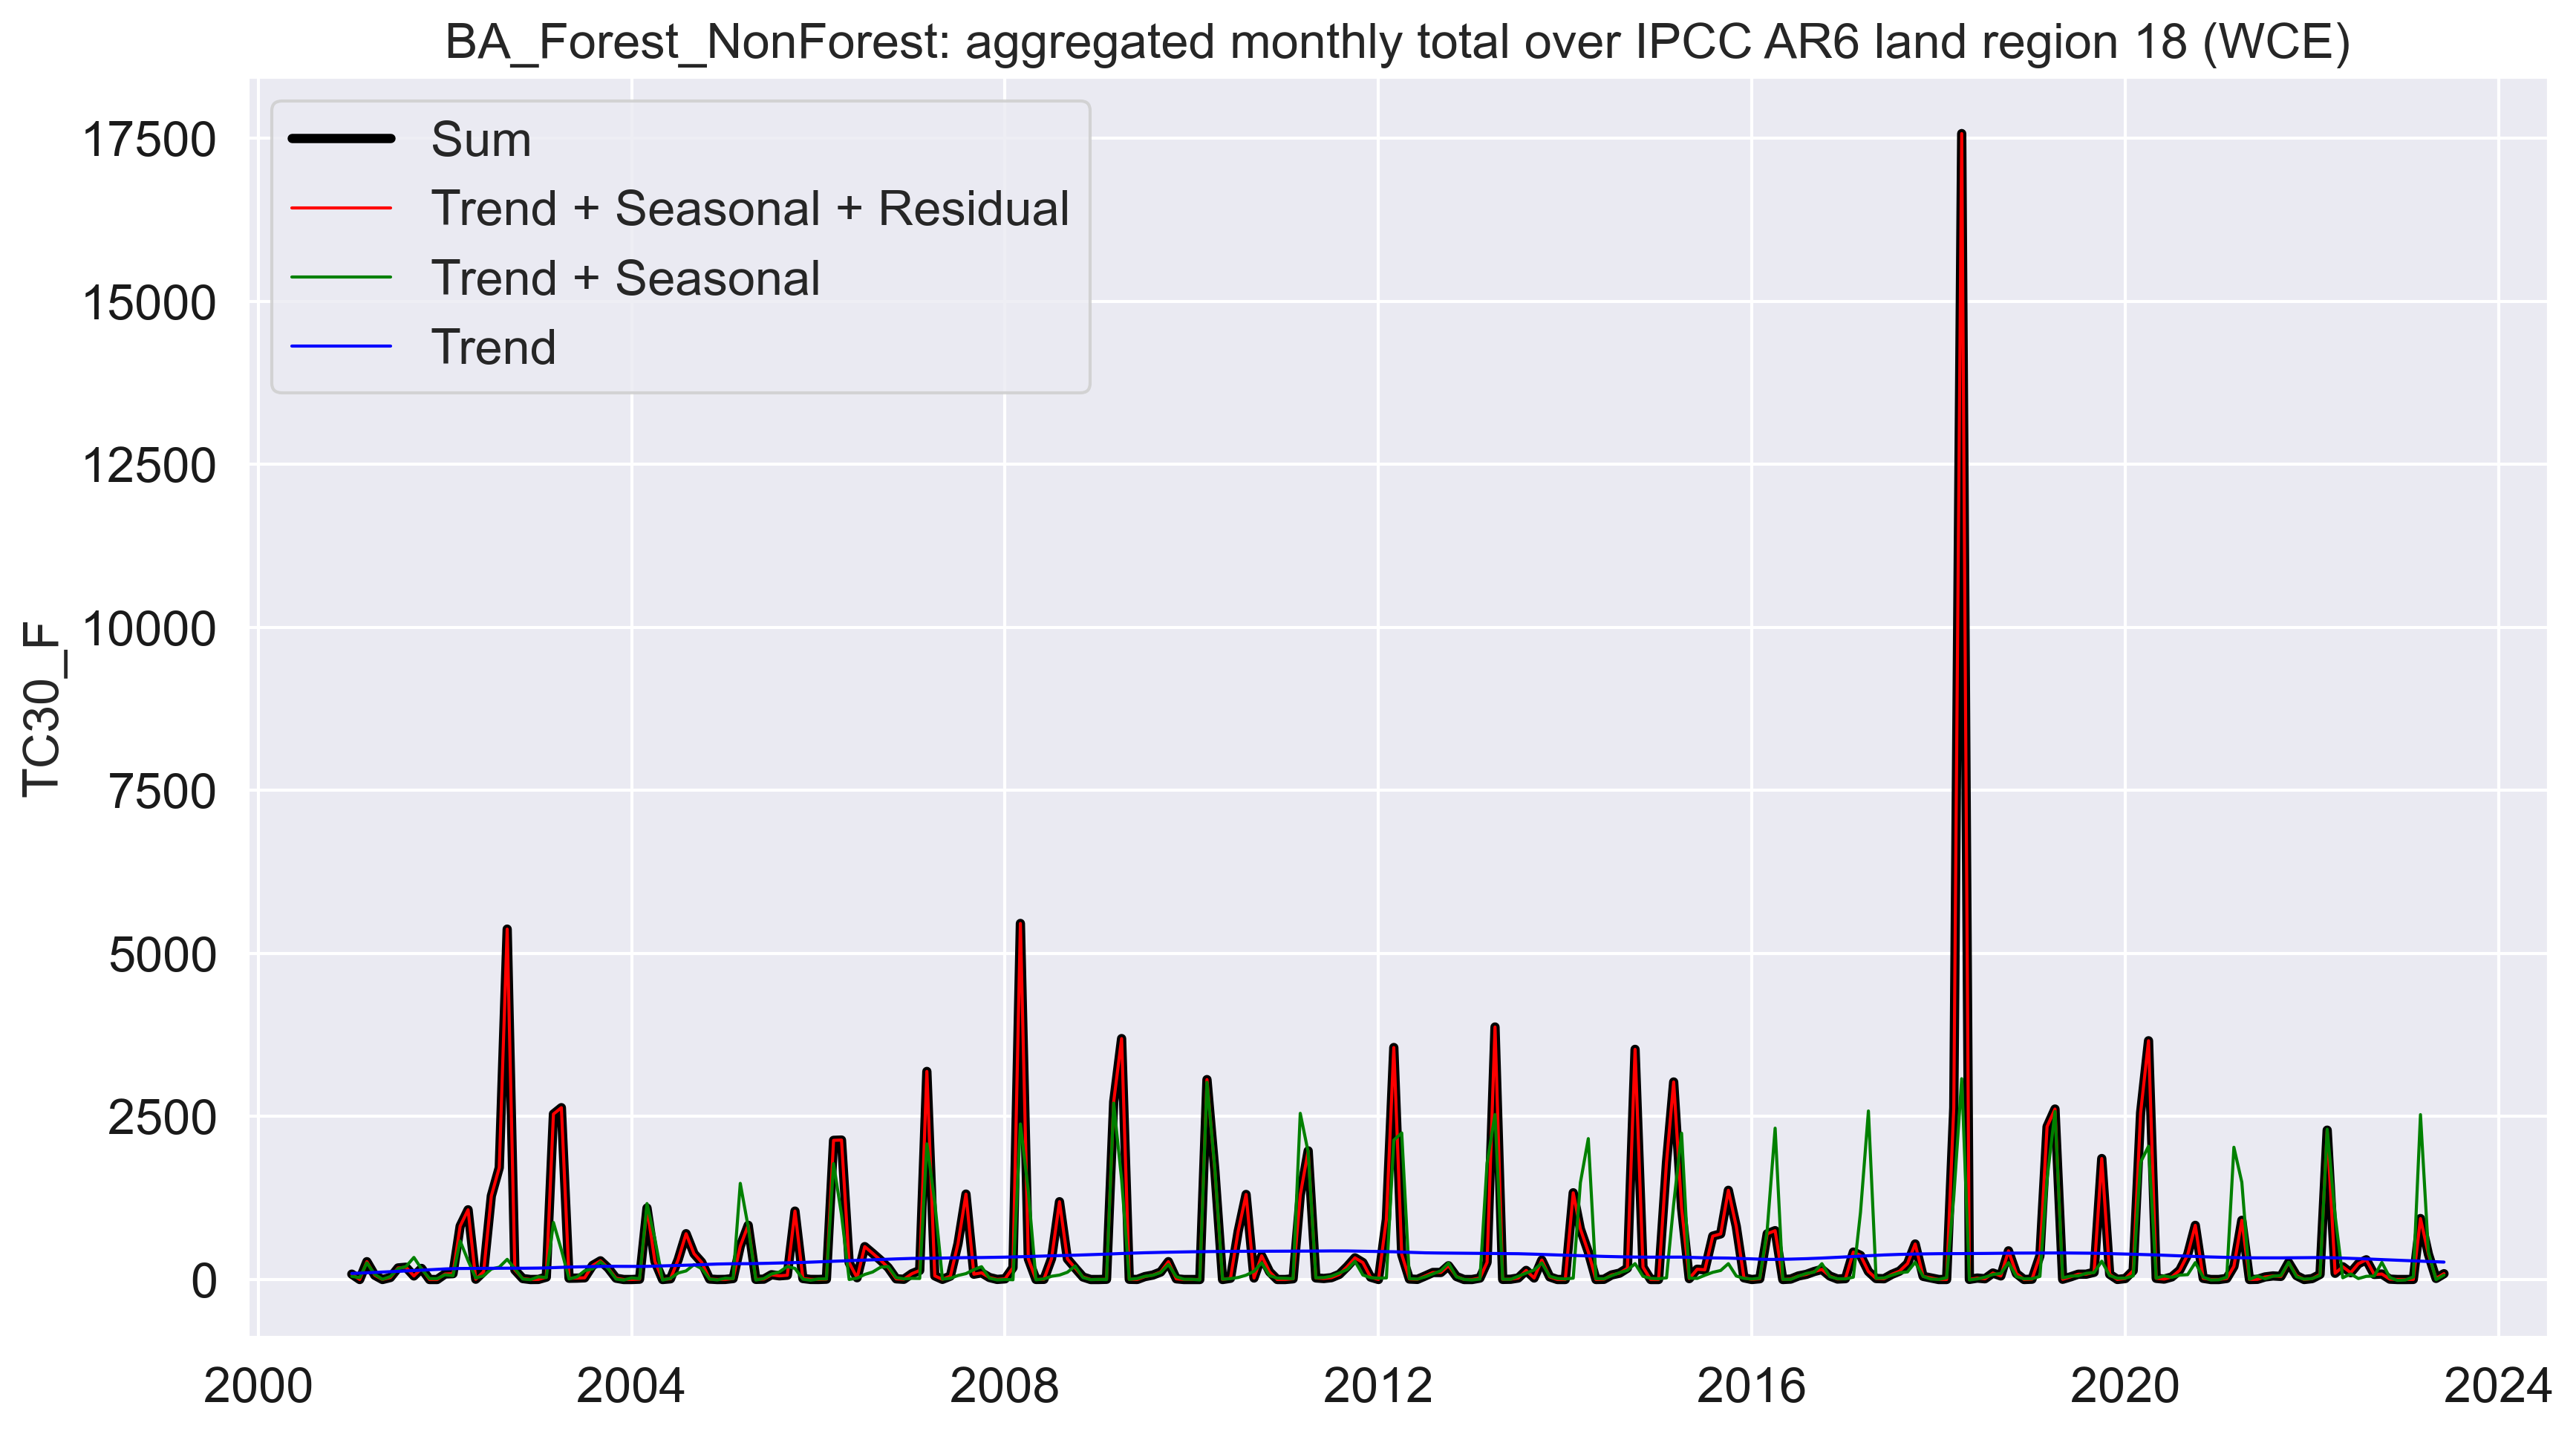 BA_Forest_NonForest: aggregated monthly total over IPCC AR6 land region 18 (WCE)
Sum
Trend + Seasonal + Residual
Trend + Seasonal
Trend
TC30_F
17500
15000
12500
10000
7500
5000
2500
0
2000 2004 2008 2012 2016 2020 2024